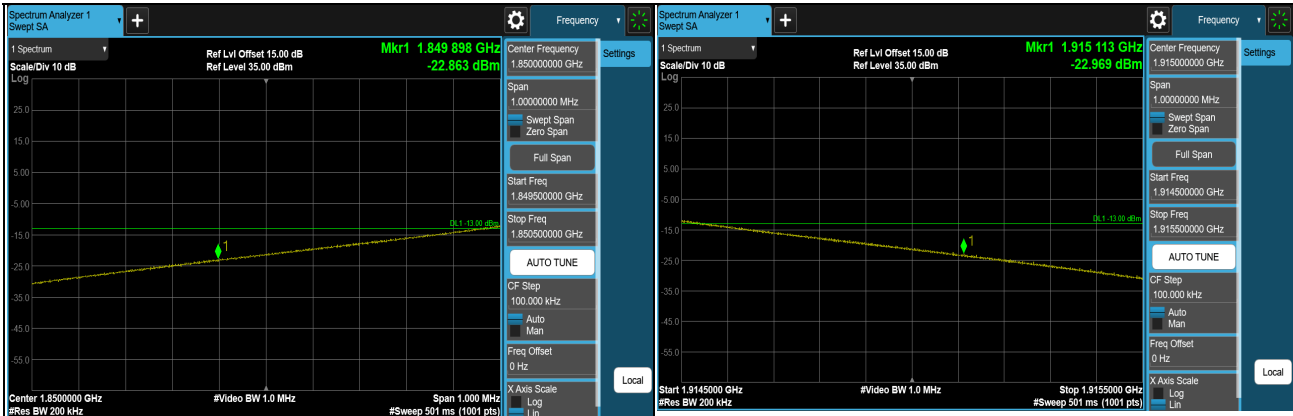 Spectrum Analyzer 1
Swept SA
+
Frequency
1 Spectrum
Scale/Div 10 dB
Log
Ref Lvl Offset 15.00 dB
Ref Level 35.00 dBm
Mkr1 1.849 898 GHz
-22.863 dBm
25.0
15.0
5.00
-5.00
-15.0
-25.0
-35.0
-45.0
-55.0
DL1 -13.00 dBm
1
Center 1.8500000 GHz
#Res BW 200 kHz
#Video BW 1.0 MHz
Span 1.000 MHz
#Sweep 501 ms (1001 pts)
Center Frequency
1.850000000 GHz
Settings
Span
1.00000000 MHz
Swept Span
Zero Span
Full Span
Start Freq
1.849500000 GHz
Stop Freq
1.850500000 GHz
AUTO TUNE
CF Step
100.000 kHz
Auto
Man
Freq Offset
0 Hz
Local
X Axis Scale
Log
Lin
Spectrum Analyzer 1
Swept SA
+
Frequency
1 Spectrum
Scale/Div 10 dB
Log
Ref Lvl Offset 15.00 dB
Ref Level 35.00 dBm
Mkr1 1.915 113 GHz
-22.969 dBm
25.0
15.0
5.00
-5.00
-15.0
-25.0
-35.0
-45.0
-55.0
DL1 -13.00 dBm
1
Start 1.9145000 GHz
#Res BW 200 kHz
#Video BW 1.0 MHz
Stop 1.9155000 GHz
#Sweep 501 ms (1001 pts)
Center Frequency
1.915000000 GHz
Settings
Span
1.00000000 MHz
Swept Span
Zero Span
Full Span
Start Freq
1.914500000 GHz
Stop Freq
1.915500000 GHz
AUTO TUNE
CF Step
100.000 kHz
Auto
Man
Freq Offset
0 Hz
Local
X Axis Scale
Log
Lin